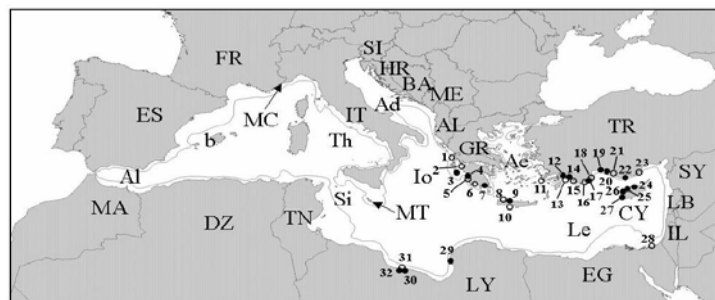 SI
FR
HR
BA
ME
ES
MC
IT
Ad
AL
TR
b
Th
GR
Ae
12
14
18
19
21
1
2
3
4
5
6
7
8
9
10
11
13
15
16
17
20
22
23
SY
Al
Io
24
26
25
27
CY
LB
MA
DZ
TN
Si
MT
Le
IL
28
29
31
32
30
LY
EG